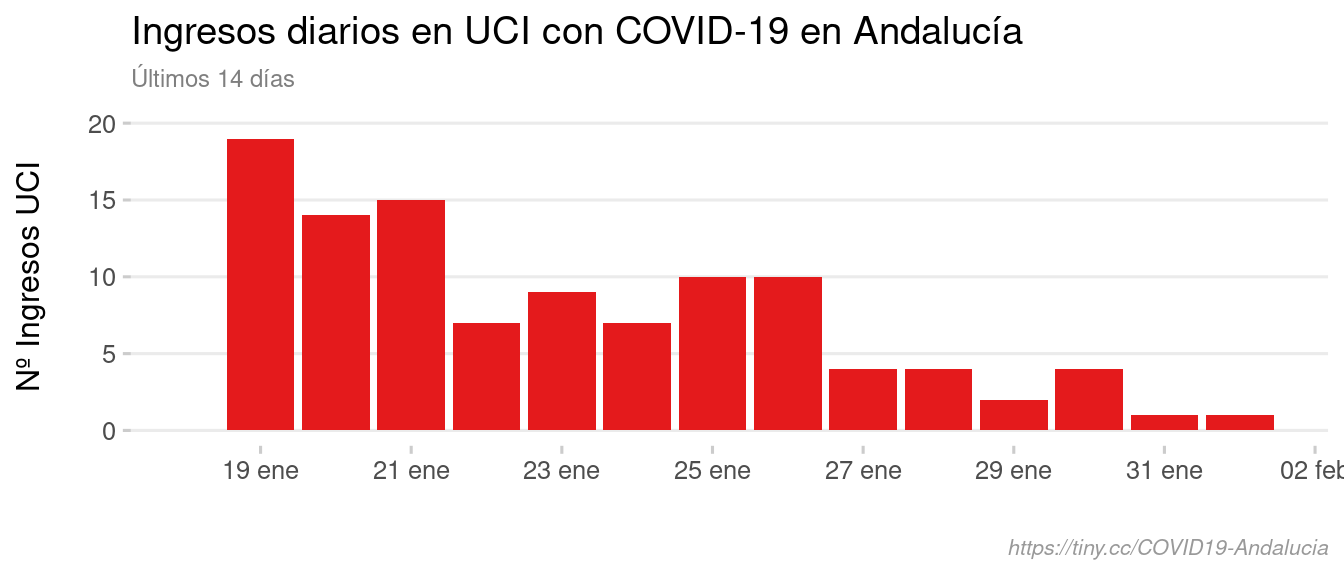 Ingresos diarios en UCI con COVID-19 en Andalucía
Últimos 14 días
Nº Ingresos UCI
20
15
10
5
0
19 ene 21 ene 23 ene 25 ene 27 ene 29 ene 31 ene 02 feb
https://tiny.cc/COVID19-Andalucia